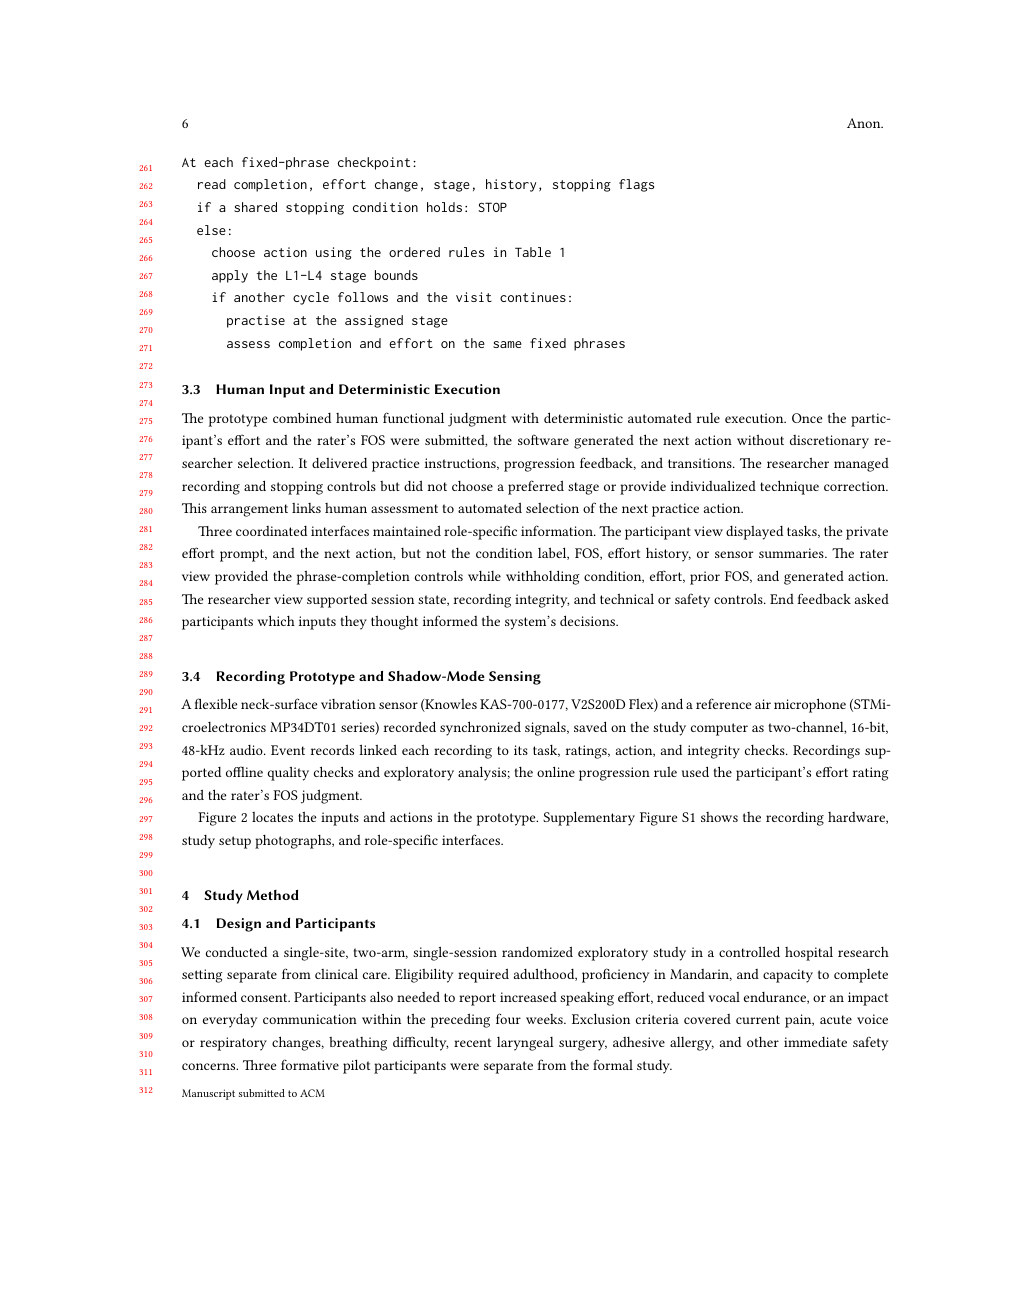 6
Anon.
261
262
263
264
265
266
267
268
269
270
271
272
273
274
275
276
277
278
279
280
281
282
283
284
285
286
287
288
289
290
291
292
293
294
295
296
297
298
299
300
301
302
303
304
305
306
307
308
309
310
311
312
At each fixed-phrase checkpoint:
read completion, effort change, stage, history, stopping flags
if a shared stopping condition holds: STOP
else:
choose action using the ordered rules in Table 1
apply the L1–L4 stage bounds
if another cycle follows and the visit continues:
practise at the assigned stage
assess completion and effort on the same fixed phrases
3.3 Human Input and Deterministic Execution
The prototype combined human functional judgment with deterministic automated rule execution. Once the partic-
ipant's effort and the rater's FOS were submitted, the software generated the next action without discretionary re-
searcher selection. It delivered practice instructions, progression feedback, and transitions. The researcher managed
recording and stopping controls but did not choose a preferred stage or provide individualized technique correction.
This arrangement links human assessment to automated selection of the next practice action.
Three coordinated interfaces maintained role-specific information. The participant view displayed tasks, the private
effort prompt, and the next action, but not the condition label, FOS, effort history, or sensor summaries. The rater
view provided the phrase-completion controls while withholding condition, effort, prior FOS, and generated action.
The researcher view supported session state, recording integrity, and technical or safety controls. End feedback asked
participants which inputs they thought informed the system's decisions.
3.4 Recording Prototype and Shadow-Mode Sensing
A flexible neck-surface vibration sensor (Knowles KAS-700-0177, V2S200D Flex) and a reference air microphone (STMi-
croelectronics MP34DT01 series) recorded synchronized signals, saved on the study computer as two-channel, 16-bit,
48-kHz audio. Event records linked each recording to its task, ratings, action, and integrity checks. Recordings sup-
ported offline quality checks and exploratory analysis; the online progression rule used the participant's effort rating
and the rater's FOS judgment.
Figure 2 locates the inputs and actions in the prototype. Supplementary Figure S1 shows the recording hardware,
study setup photographs, and role-specific interfaces.
4 Study Method
4.1 Design and Participants
We conducted a single-site, two-arm, single-session randomized exploratory study in a controlled hospital research
setting separate from clinical care. Eligibility required adulthood, proficiency in Mandarin, and capacity to complete
informed consent. Participants also needed to report increased speaking effort, reduced vocal endurance, or an impact
on everyday communication within the preceding four weeks. Exclusion criteria covered current pain, acute voice
or respiratory changes, breathing difficulty, recent laryngeal surgery, adhesive allergy, and other immediate safety
concerns. Three formative pilot participants were separate from the formal study.
Manuscript submitted to ACM